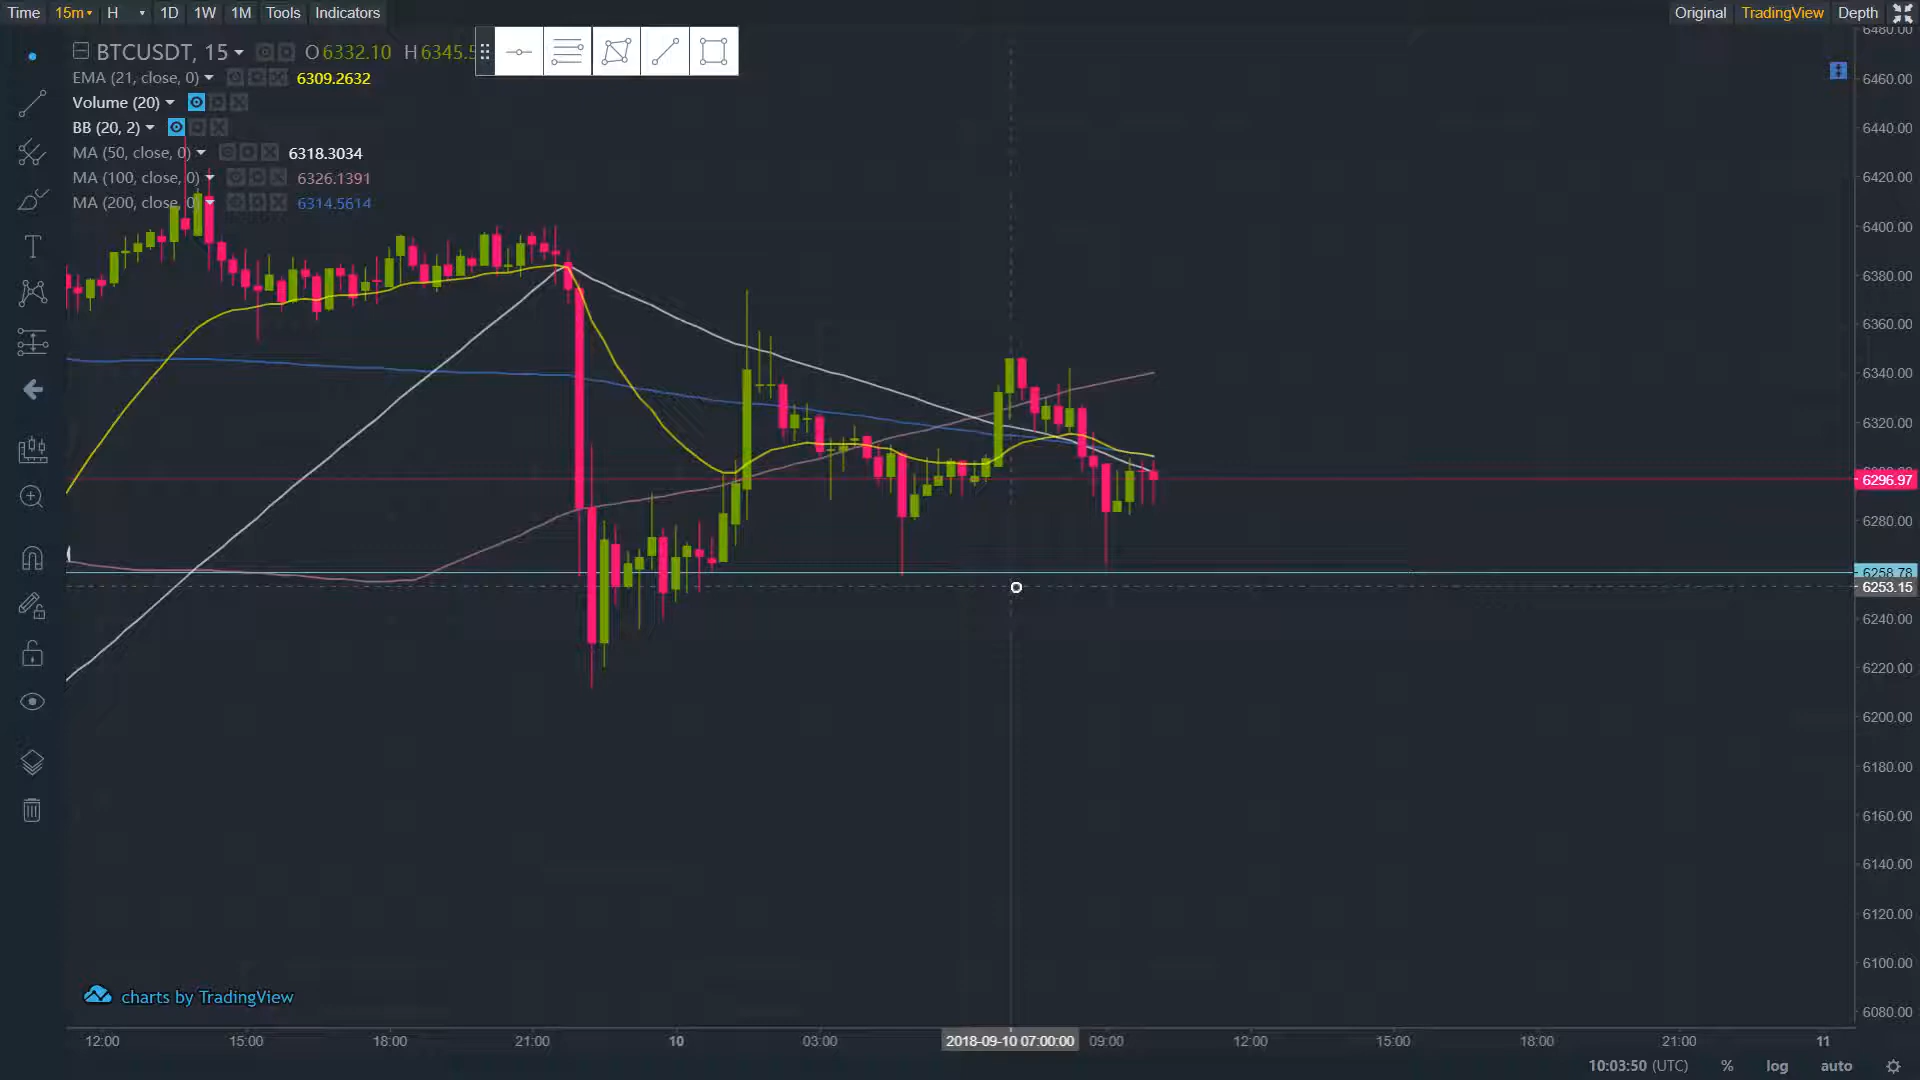 Time 15m H 1D 1W 1M Tools Indicators Original TradingView Depth
BTCUSDT, 15 O 6332.10 H 6345.5
EMA (21, close, 0) 6309.2632
Volume (20)
BB (20, 2)
MA (50, close, 0) 6318.3034
MA (100, close, 0) 6326.1391
MA (200, close, 0) 6314.5614
6480.00
6460.00
6440.00
6420.00
6400.00
6380.00
6360.00
6340.00
6320.00
6296.97
6280.00
6258.78
6253.15
6240.00
6220.00
6200.00
6180.00
6160.00
6140.00
6120.00
6100.00
6080.00
charts by TradingView
12:00 15:00 18:00 21:00 10 03:00 2018-09-10 07:00:00 09:00 12:00 15:00 18:00 21:00 11
10:03:50 (UTC) % log auto